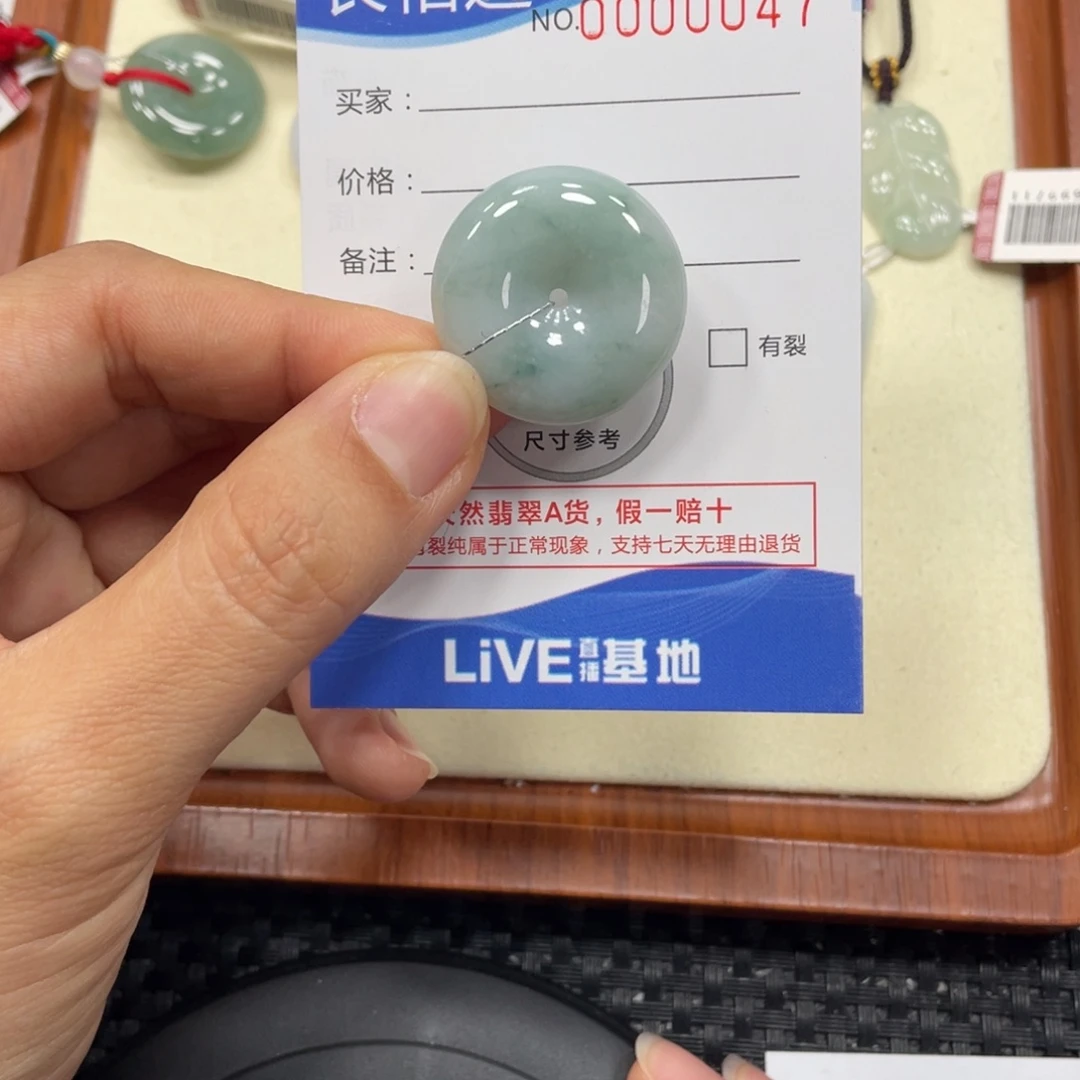 NO.0000047
买家：
价格：
备注：
有裂
尺寸参考
然翡翠A货，假一赔十
裂纯属于正常现象，支持七天无理由退货
LiVE直播基地